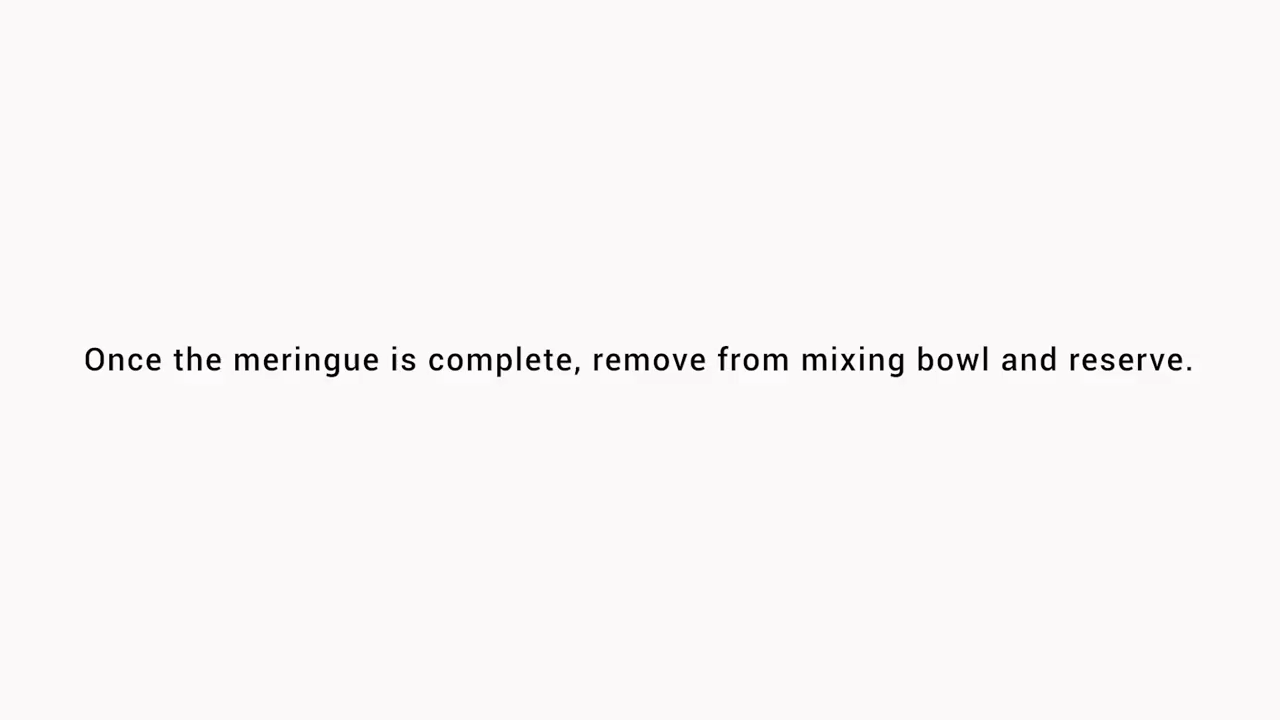 Once the meringue is complete, remove from mixing bowl and reserve.